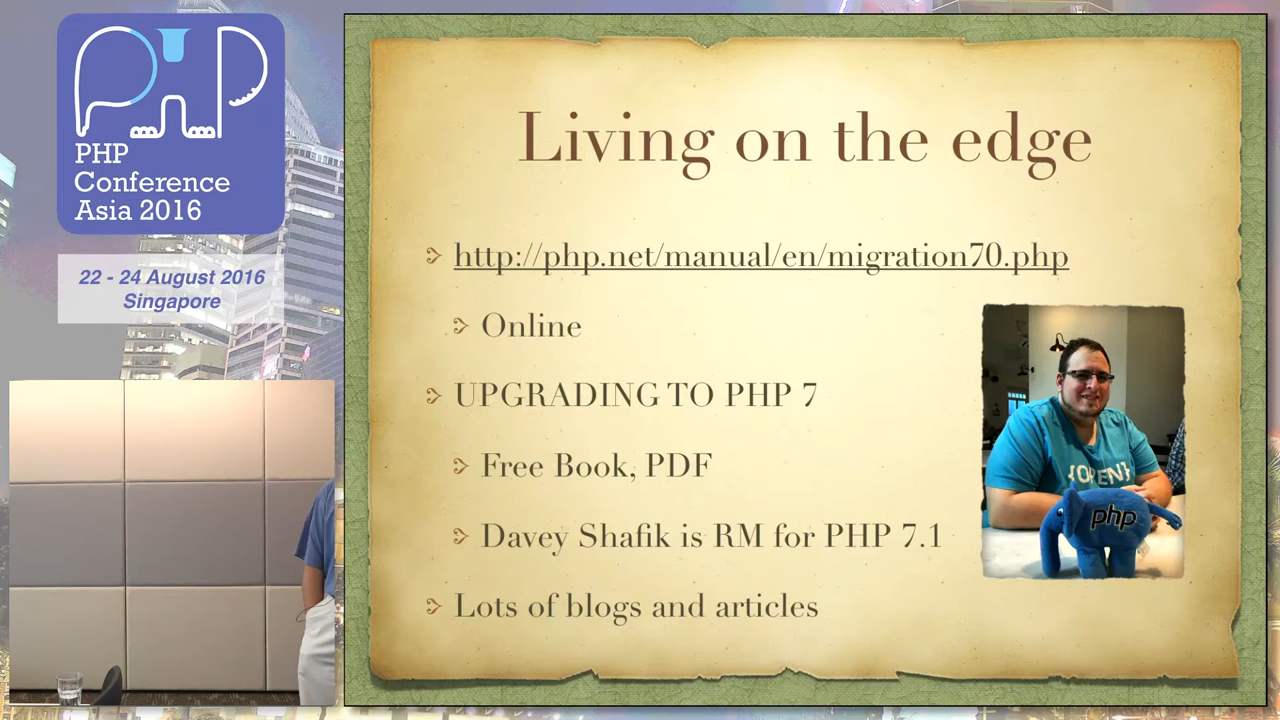 PHP
Conference
Asia 2016
22 - 24 August 2016
Singapore
Living on the edge
http://php.net/manual/en/migration70.php
Online
UPGRADING TO PHP 7
Free Book, PDF
Davey Shafik is RM for PHP 7.1
Lots of blogs and articles
{OPEN}
php